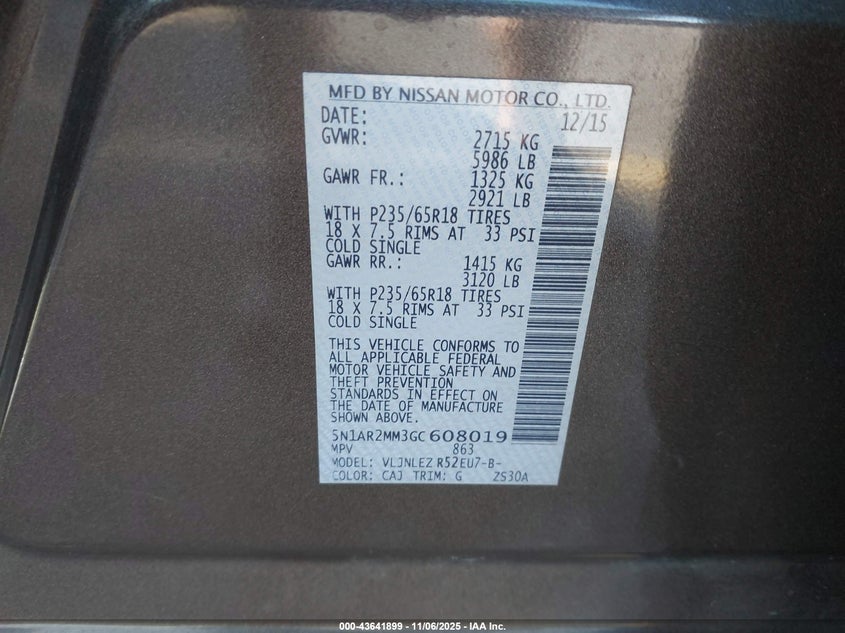 MFD BY NISSAN MOTOR CO., LTD.
DATE: 12/15
GVWR: 2715 KG
5986 LB
GAWR FR.: 1325 KG
2921 LB
WITH P235/65R18 TIRES
18 X 7.5 RIMS AT 33 PSI
COLD SINGLE
GAWR RR.: 1415 KG
3120 LB
WITH P235/65R18 TIRES
18 X 7.5 RIMS AT 33 PSI
COLD SINGLE
THIS VEHICLE CONFORMS TO
ALL APPLICABLE FEDERAL
MOTOR VEHICLE SAFETY AND
THEFT PREVENTION
STANDARDS IN EFFECT ON
THE DATE OF MANUFACTURE
SHOWN ABOVE.
5N1AR2MM3GC608019
MPV 863
MODEL: VLJNLEZ R52EU7-B-
COLOR: CAJ TRIM: G ZS30A
000-43641899 - 11/06/2025 - IAA Inc.